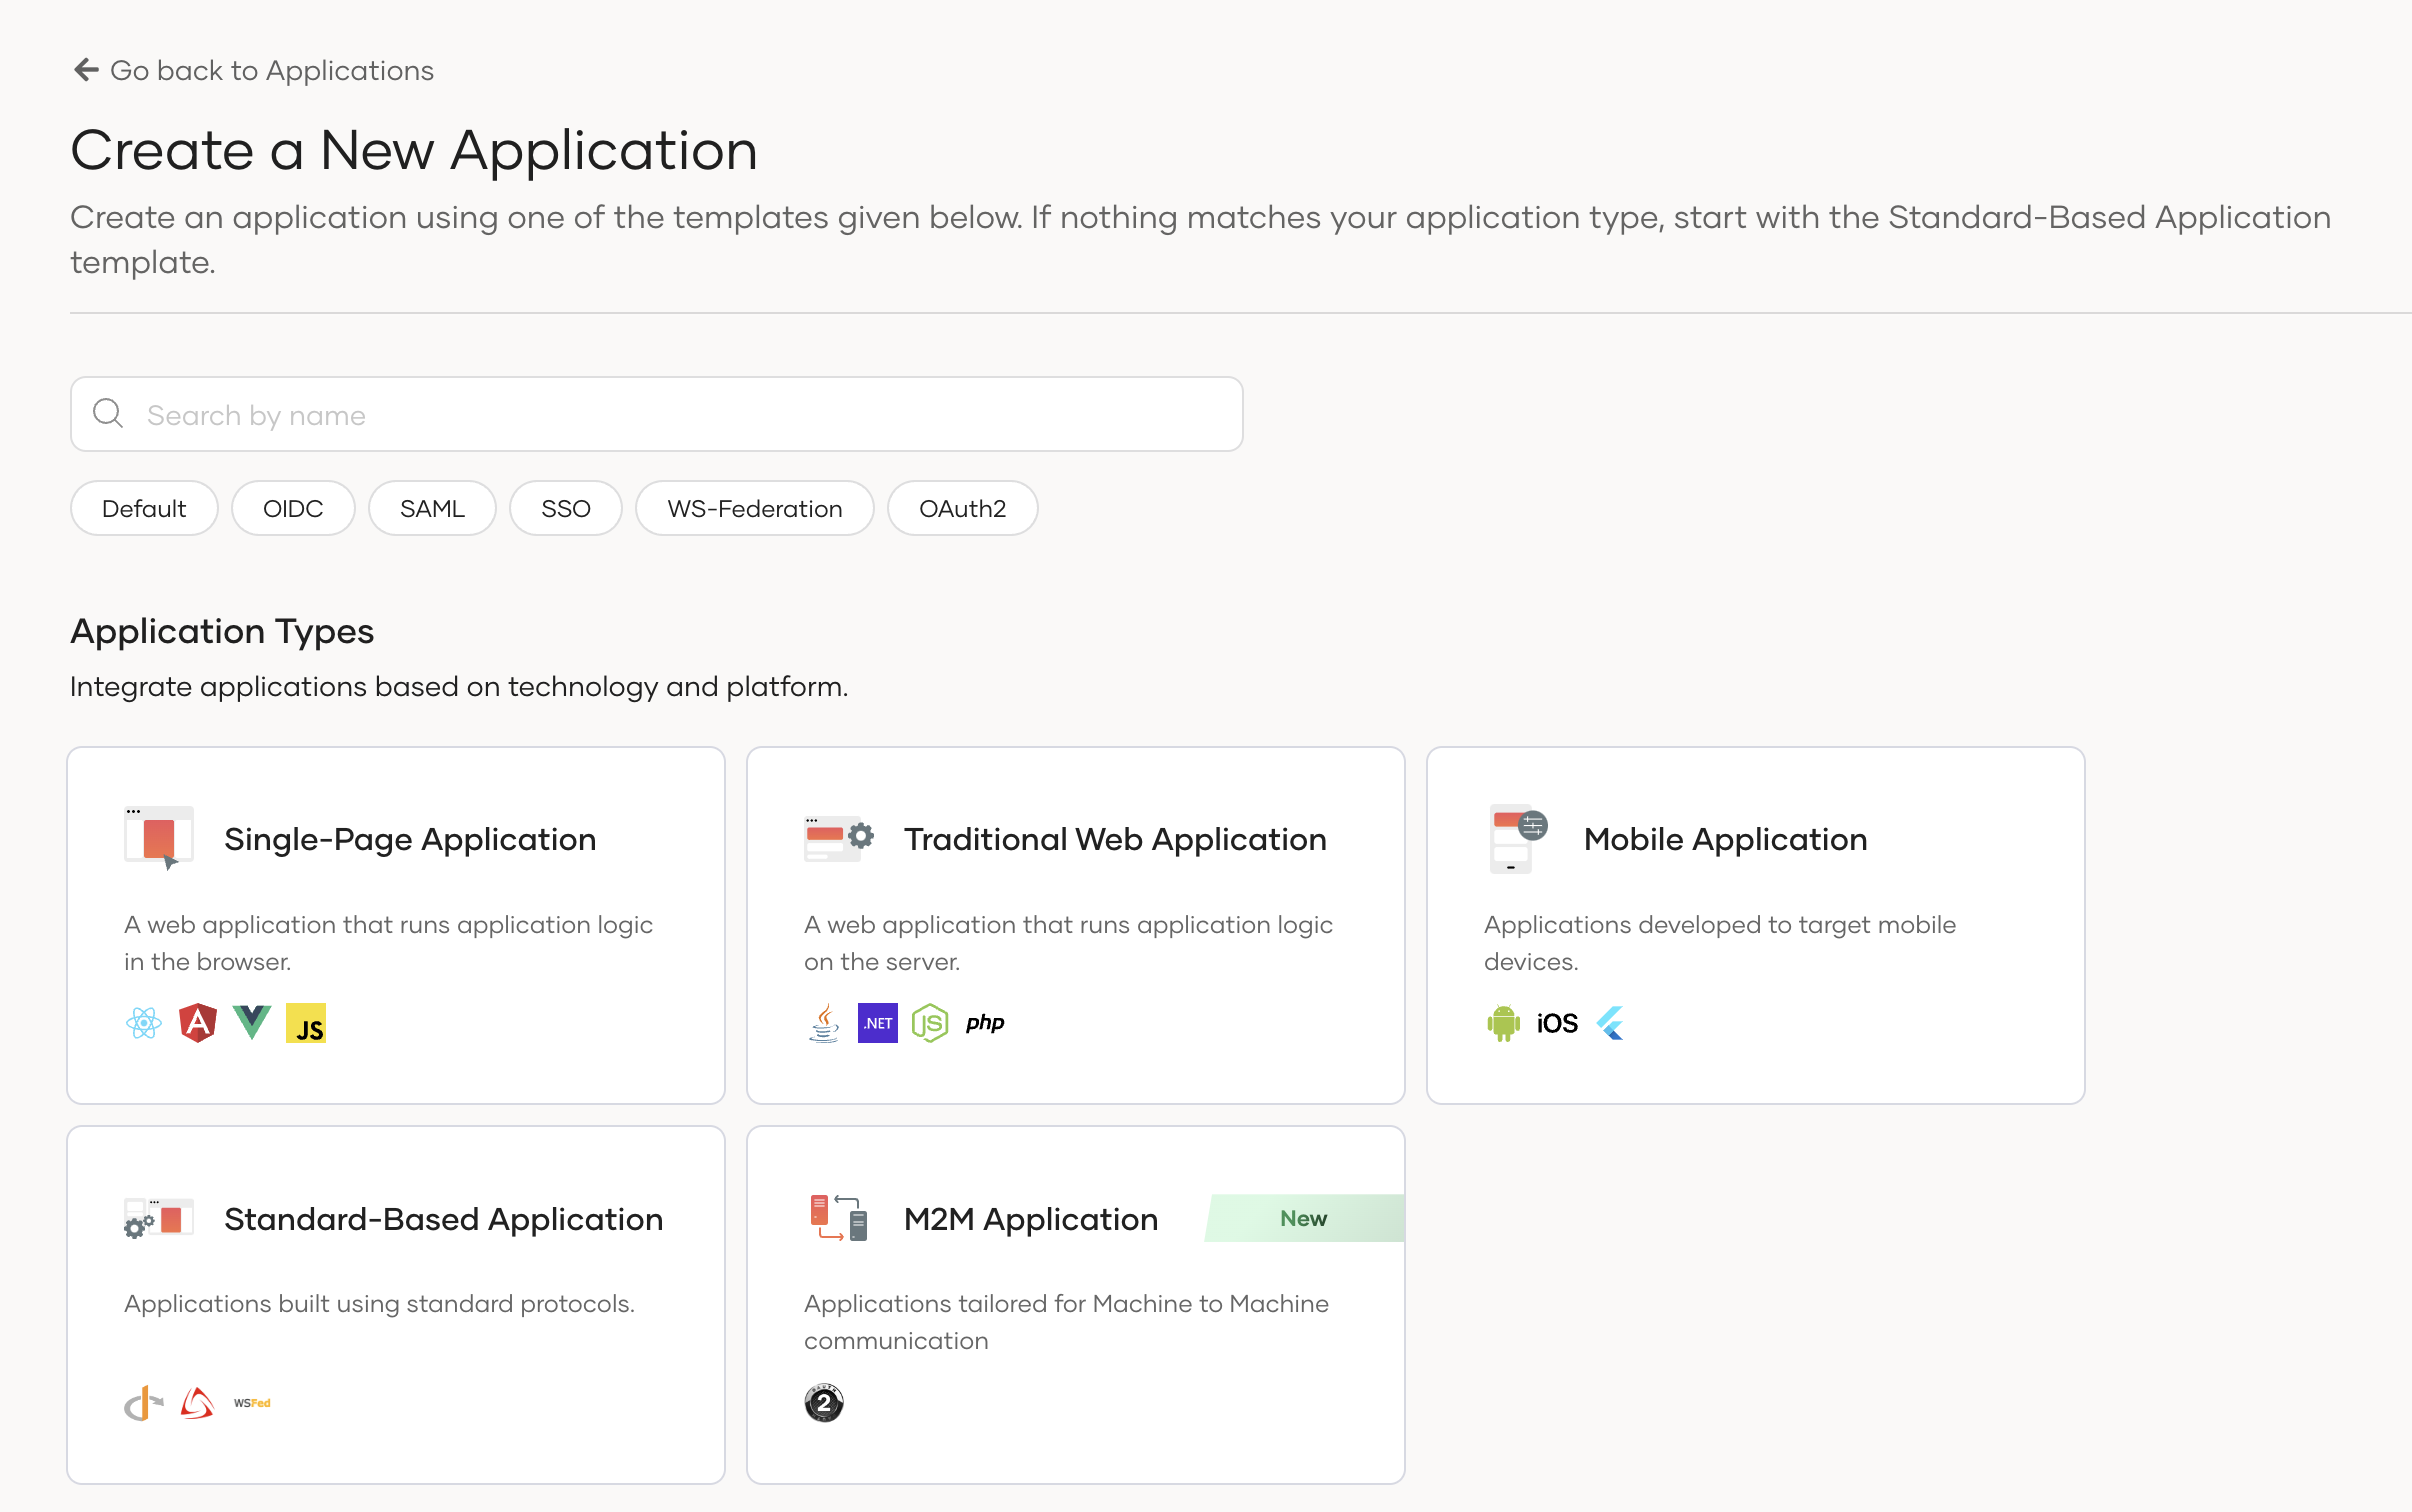 Go back to Applications
Create a New Application
Create an application using one of the templates given below. If nothing matches your application type, start with the Standard-Based Application
template.
Search by name
Default
OIDC
SAML
SSO
WS-Federation
OAuth2
Application Types
Integrate applications based on technology and platform.
Single-Page Application
A web application that runs application logic
in the browser.
JS
Traditional Web Application
A web application that runs application logic
on the server.
.NET
JS
php
Mobile Application
Applications developed to target mobile
devices.
iOS
Standard-Based Application
Applications built using standard protocols.
WSFed
M2M Application
New
Applications tailored for Machine to Machine
communication
OAUTH
2